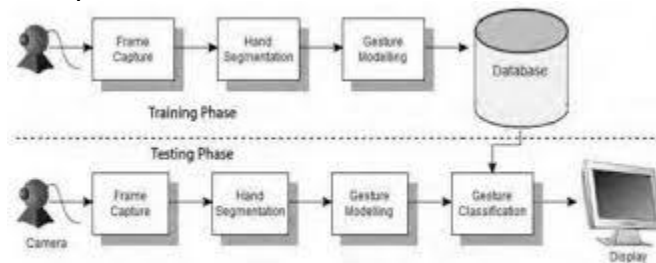 Frame
Capture
Hand
Segmentation
Gesture
Modelling
Database
Training Phase
Testing Phase
Frame
Capture
Hand
Segmentation
Gesture
Modelling
Gesture
Classification
Camera
Display